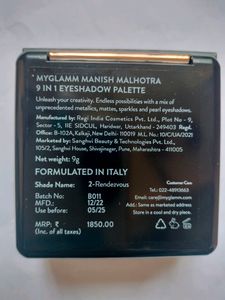 MYGLAMM MANISH MALHOTRA
9 IN 1 EYESHADOW PALETTE
Unleash your creativity. Endless possibilities with a mix of
unprecedented metallics, mattes, sparkles and pearl eyeshadows.
Manufactured by: Regi India Cosmetics Pvt. Ltd., Plot No - 9,
Sector - 5, IIE SIDCUL, Haridwar, Uttarakhand - 249403 Regd.
Office: B-102A, Kalkaji, New Delhi - 110019 M.L. No: 10/C/UA/2021
Marketed by: Sanghvi Beauty & Technologies Pvt. Ltd.,
105/2, Sanghvi House, Shivajinagar, Pune, Maharashtra - 411005
Net weight: 9g
FORMULATED IN ITALY
Shade Name: 2-Rendezvous
Batch No B011
MFD.: 12/22
Use before: 05/25
MRP: ₹ 1850.00
(Inc. of all taxes)
Customer Care:
Tel.: 022-48913663
Email: care@myglamm.com
Add: Same as marketed address
Store in a cool and dry place.